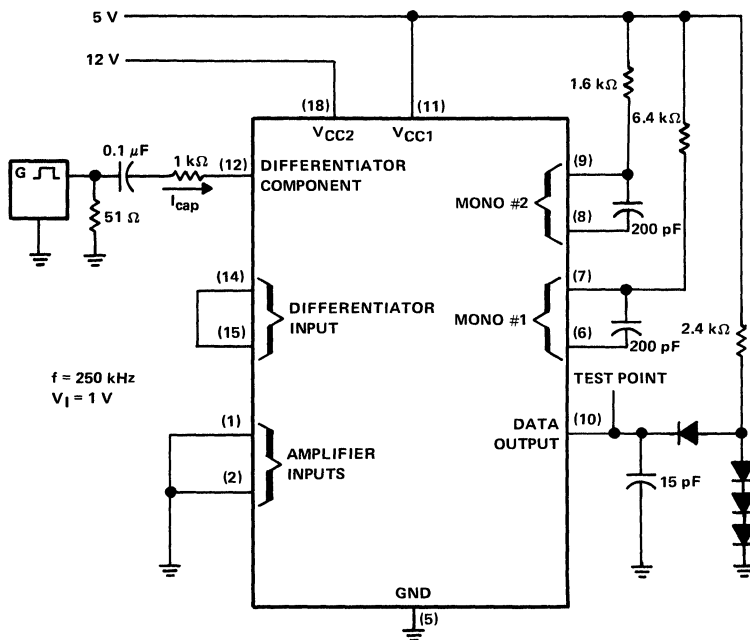 5 V
12 V
(18)
(11)
VCC2
VCC1
1.6 kΩ
6.4 kΩ
0.1 μF
1 kΩ
(12)
DIFFERENTIATOR
COMPONENT
G
Icap
51 Ω
(9)
MONO #2
(8)
200 pF
(14)
DIFFERENTIATOR
INPUT
(15)
(7)
MONO #1
(6)
200 pF
2.4 kΩ
f = 250 kHz
VI = 1 V
TEST POINT
(1)
AMPLIFIER
INPUTS
(2)
DATA
OUTPUT
(10)
15 pF
GND
(5)